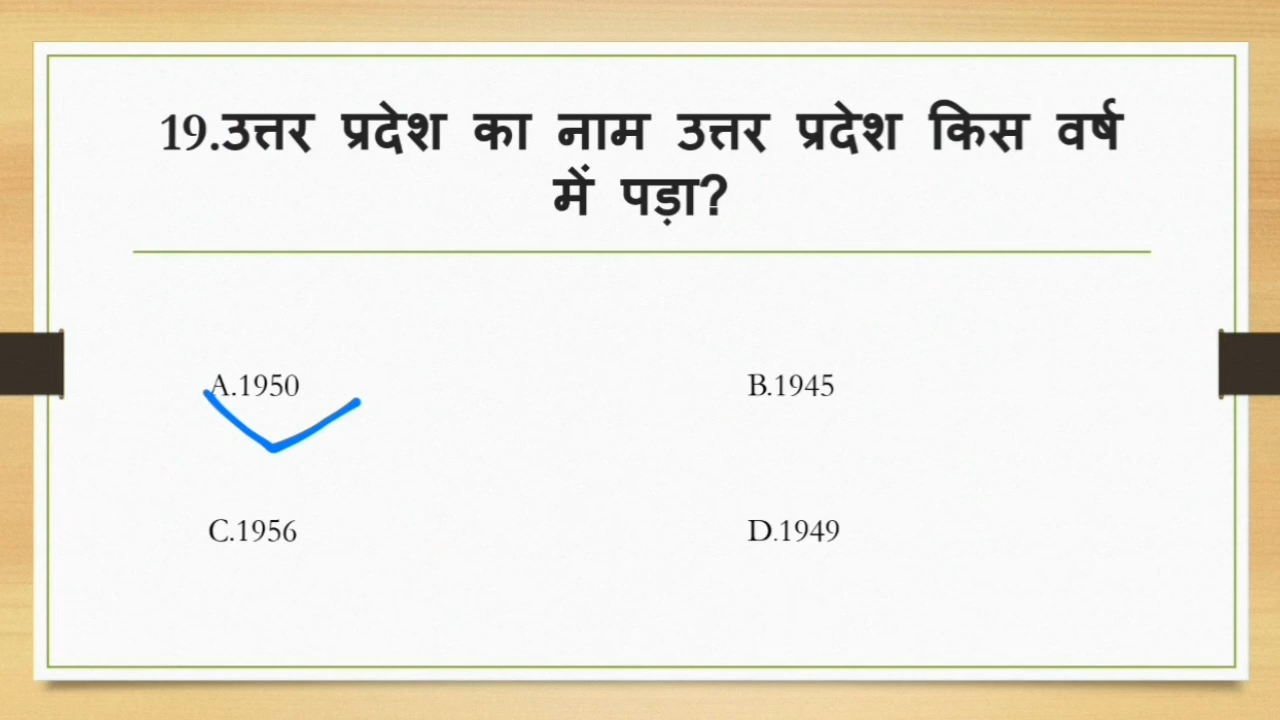 19.उत्तर प्रदेश का नाम उत्तर प्रदेश किस वर्ष
में पड़ा?
A.1950
B.1945
C.1956
D.1949